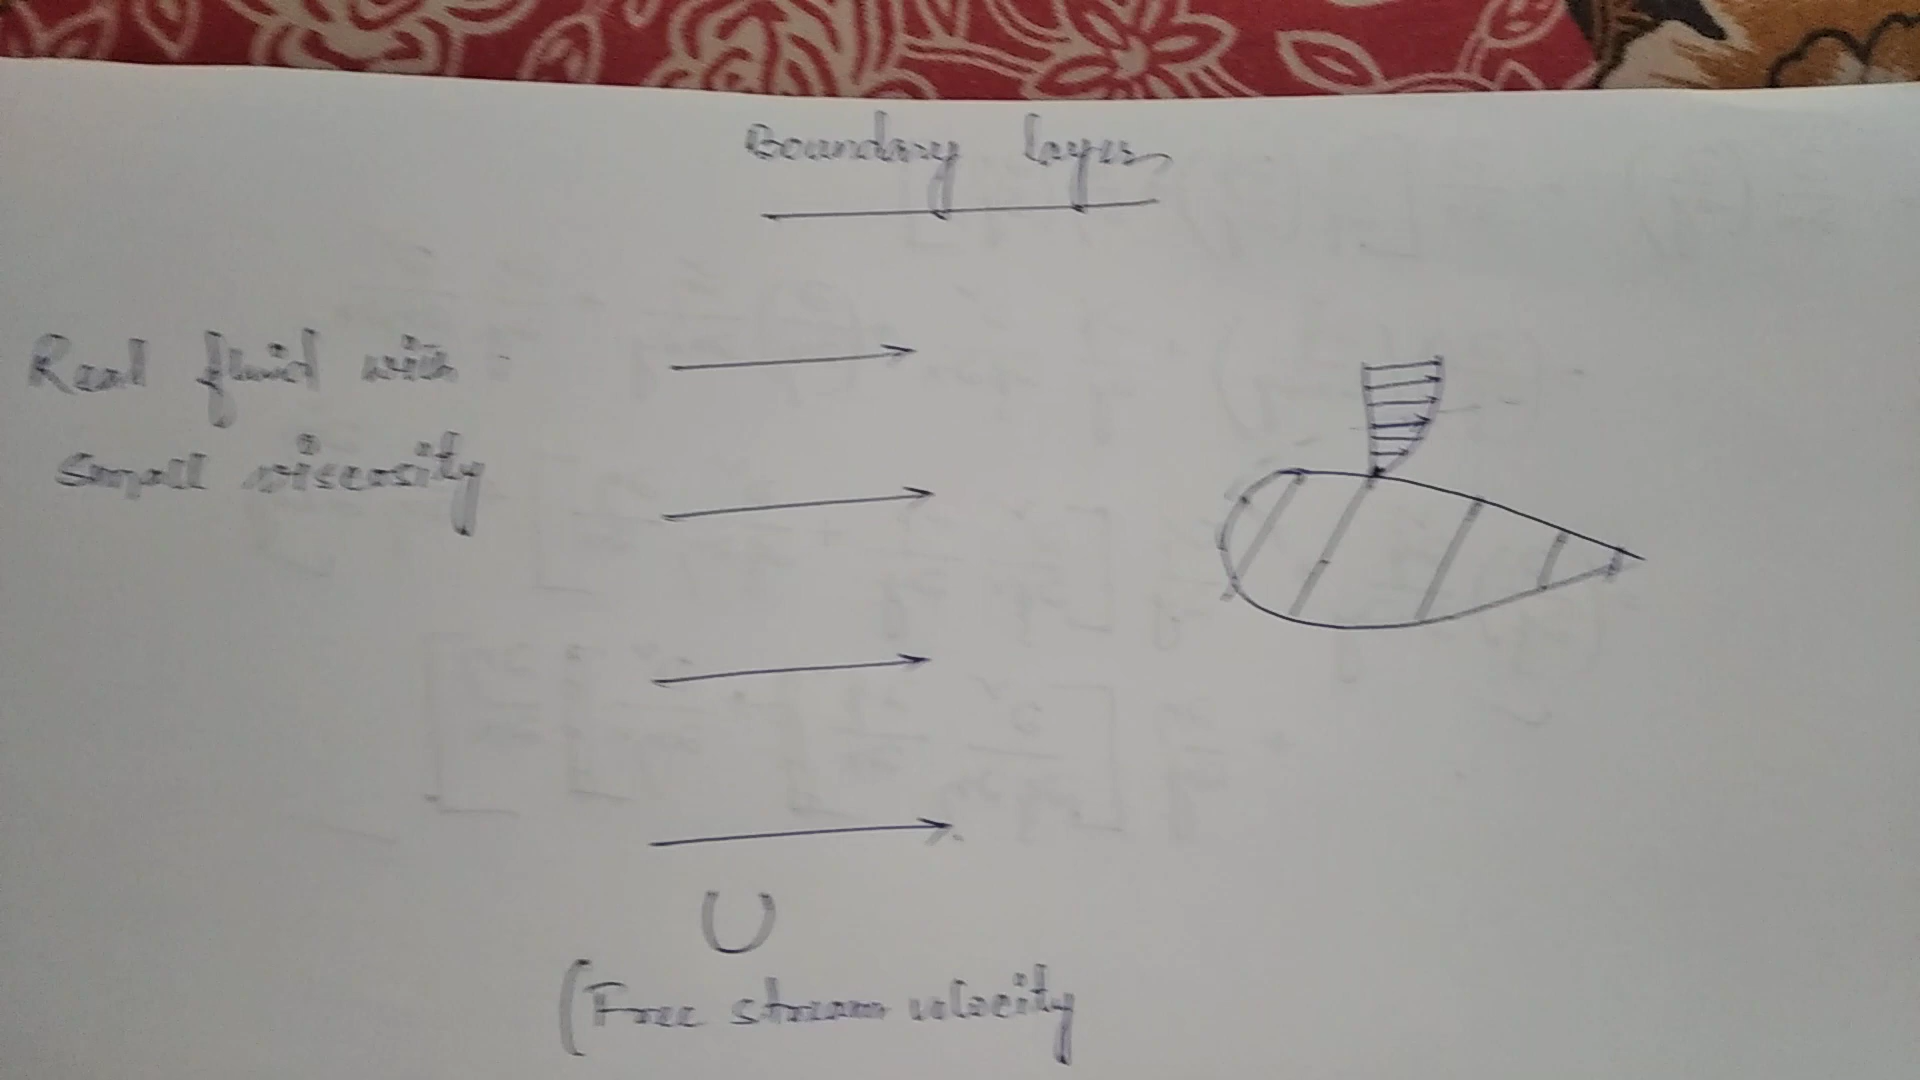 Boundary layer
Real fluid with
small viscosity
U
(Free stream velocity